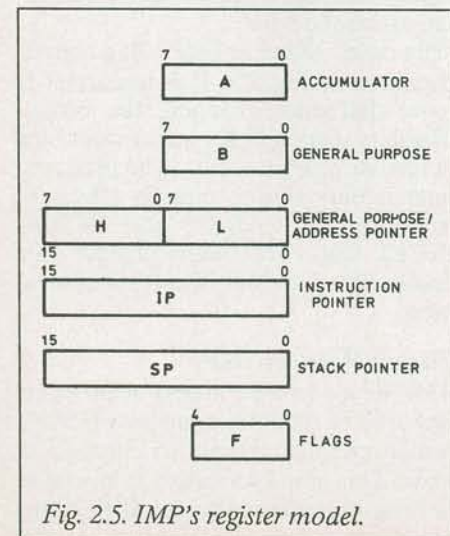 7 0
A ACCUMULATOR
7 0
B GENERAL PURPOSE
7 0 7 0
H L GENERAL PORPOSE/
ADDRESS POINTER
15 0
15 0
IP INSTRUCTION
POINTER
15 0
SP STACK POINTER
4 0
F FLAGS
Fig. 2.5. IMP's register model.